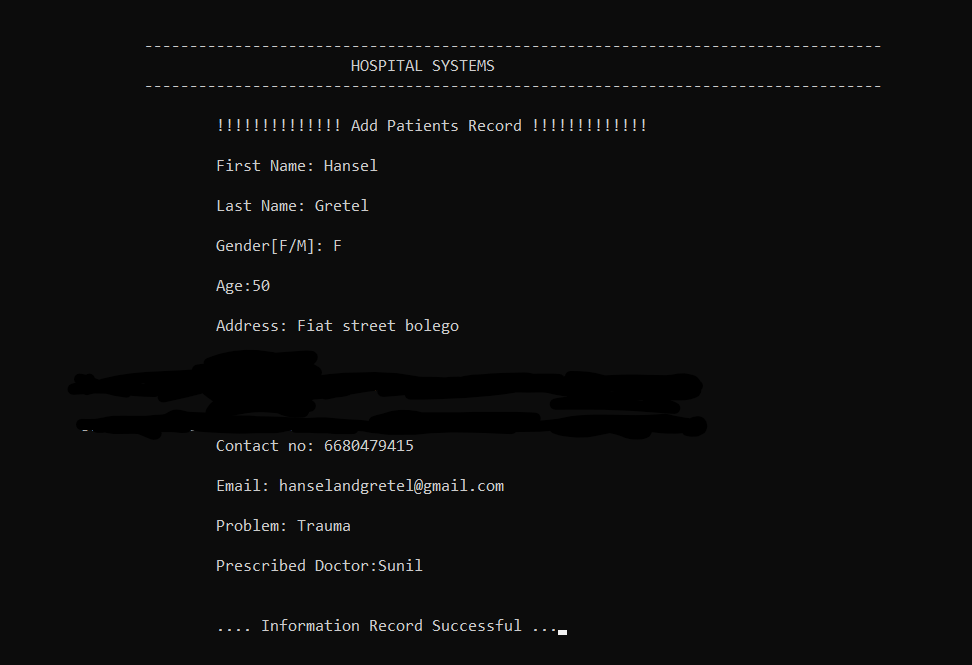 --------------------------------------------------------------------------------
HOSPITAL SYSTEMS
--------------------------------------------------------------------------------
!!!!!!!!!!!!!! Add Patients Record !!!!!!!!!!!!!
First Name: Hansel
Last Name: Gretel
Gender[F/M]: F
Age:50
Address: Fiat street bolego
Contact no: 6680479415
Email: hanselandgretel@gmail.com
Problem: Trauma
Prescribed Doctor:Sunil
.... Information Record Successful ...